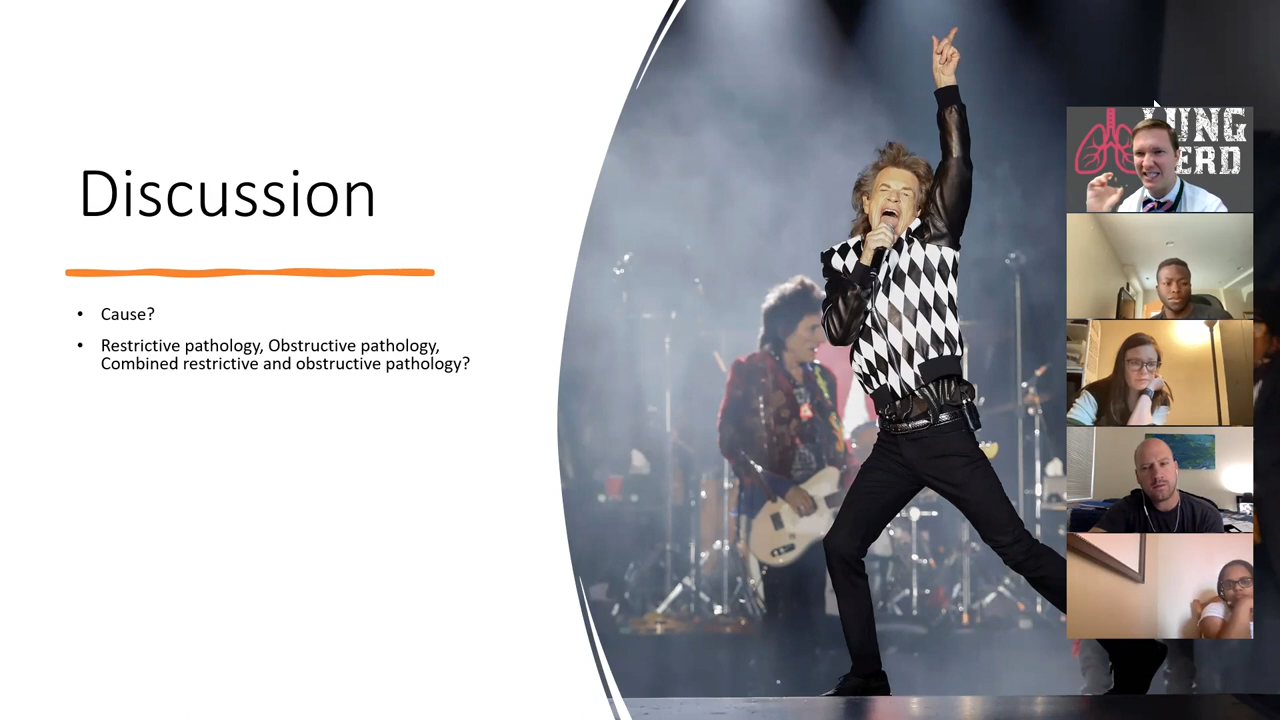 Discussion
• Cause?
• Restrictive pathology, Obstructive pathology,
Combined restrictive and obstructive pathology?